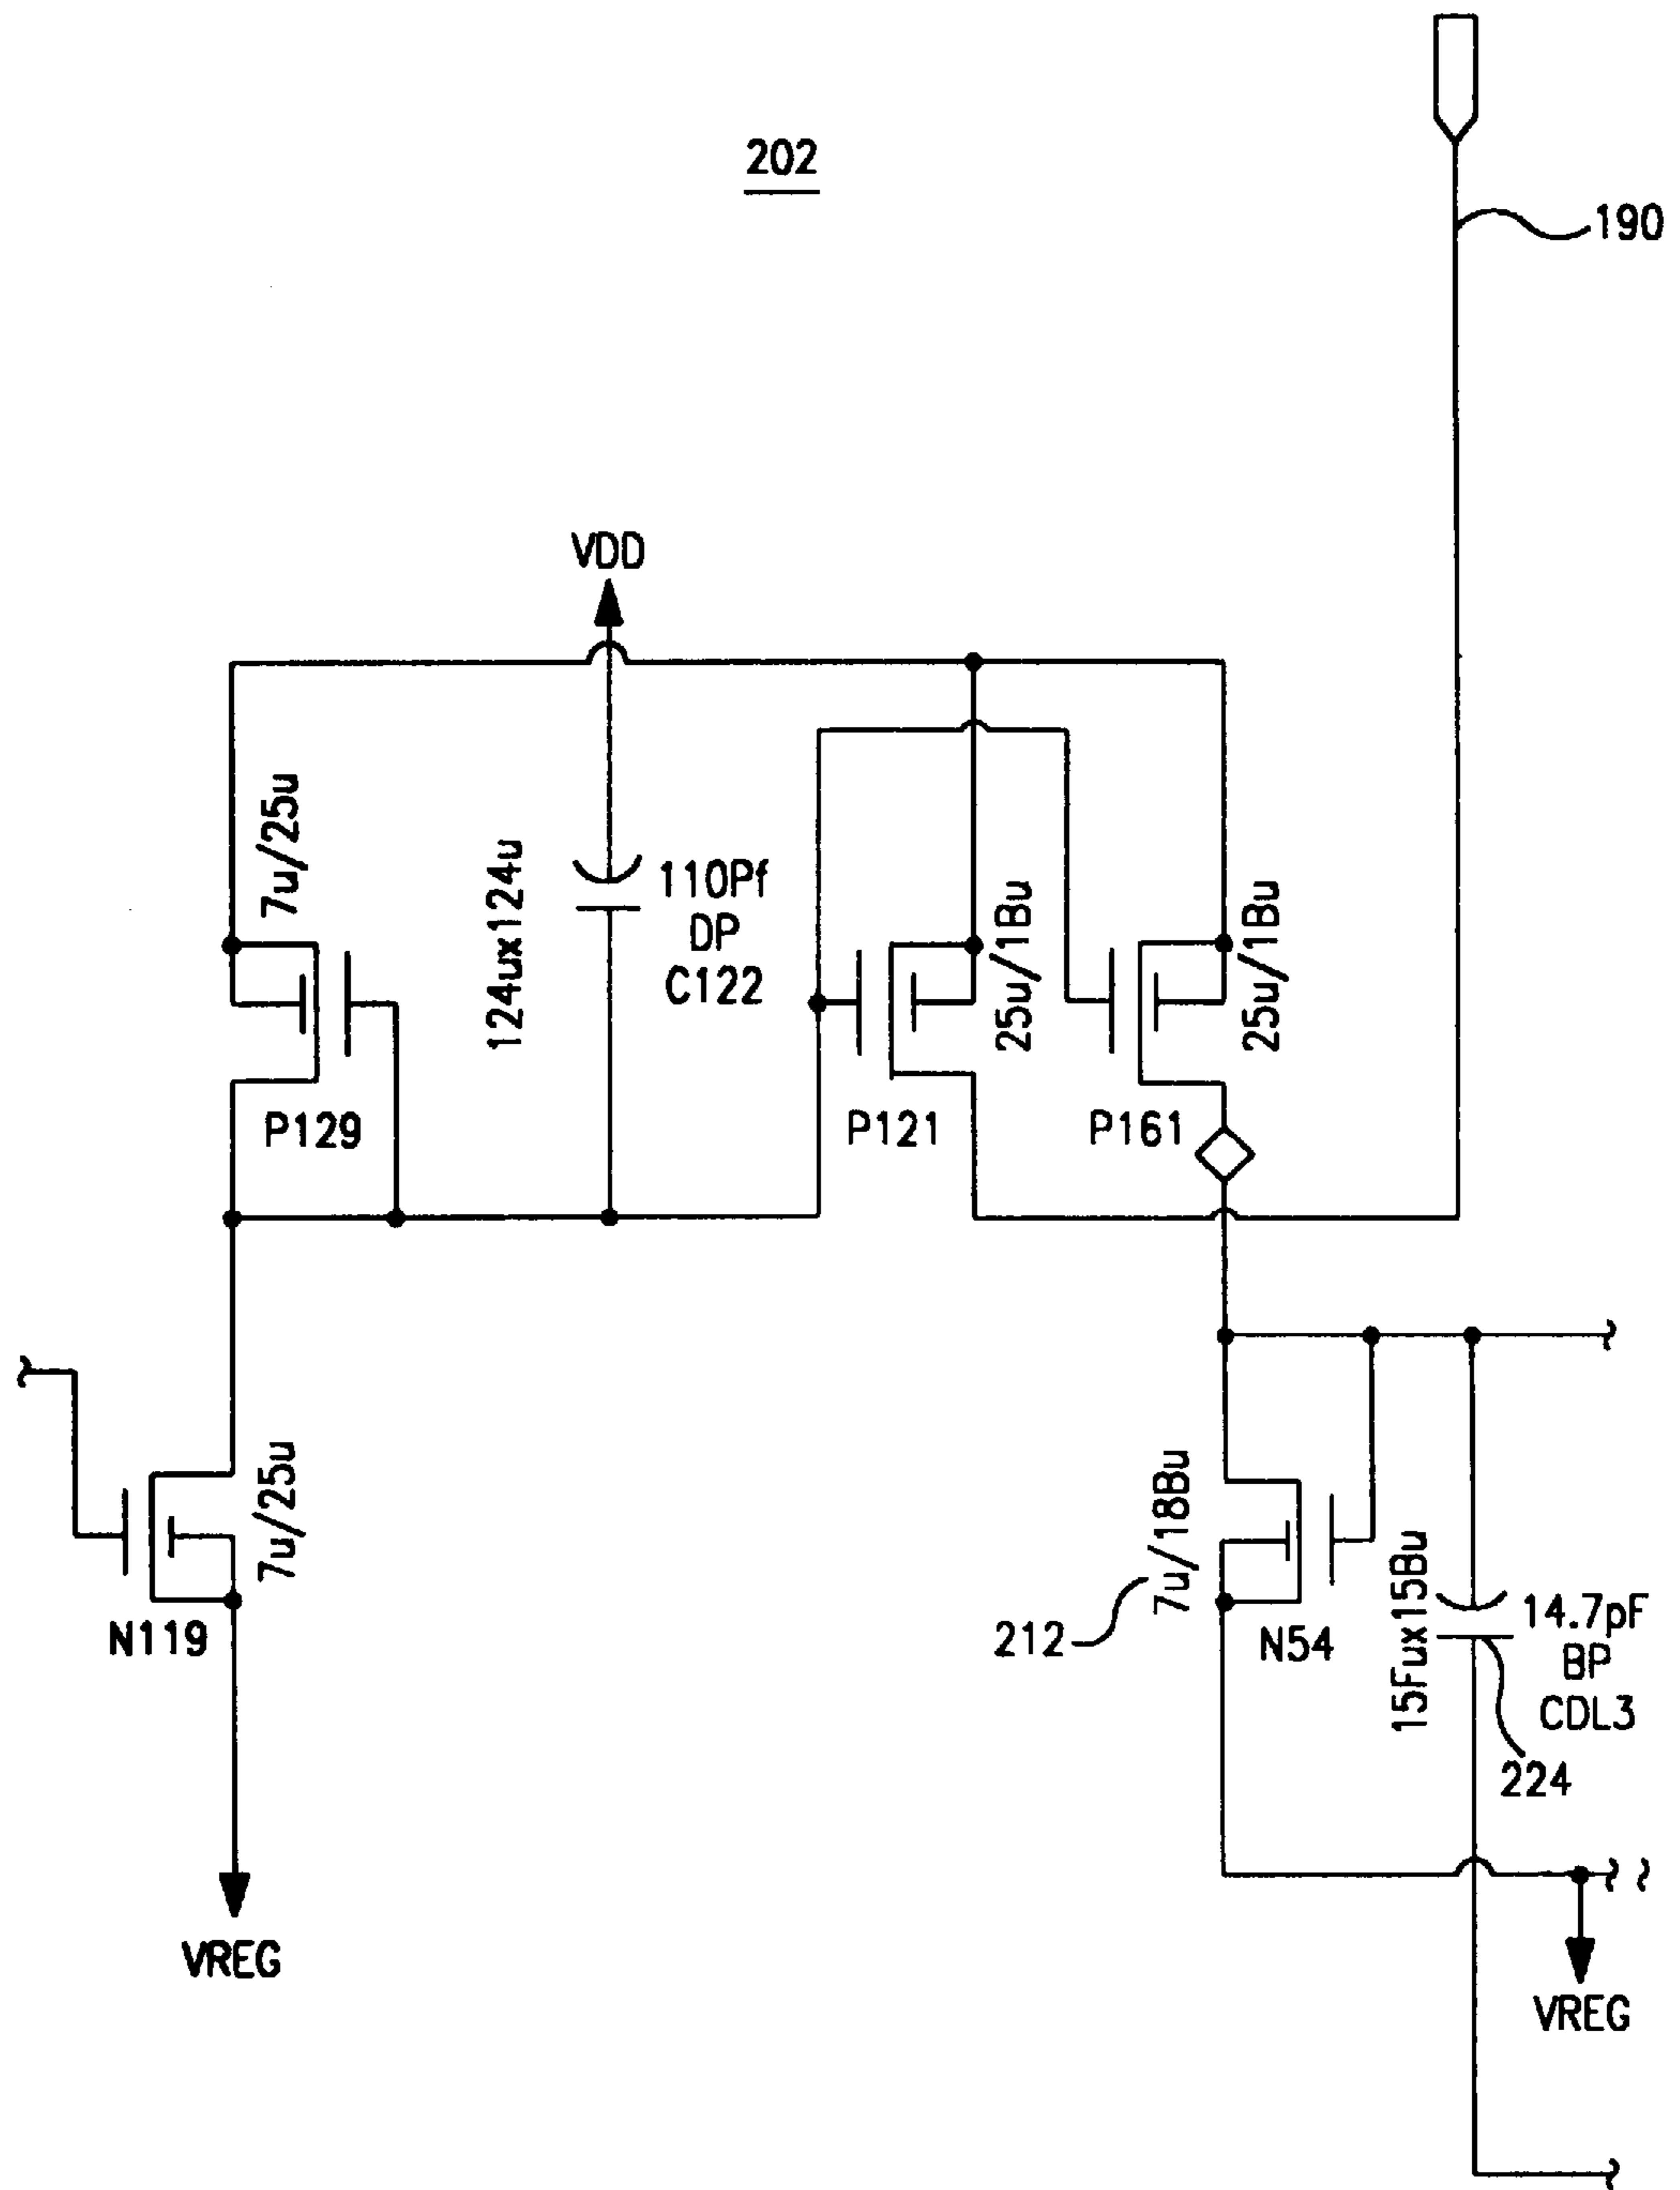 202
190
VDD
7u/25u
124ux124u
110Pf
DP
C122
25u/1Bu
25u/1Bu
P129
P121
P161
7u/25u
N119
VREG
7u/18Bu
212
N54
15Fux15Bu
14.7pF
BP
CDL3
224
VREG